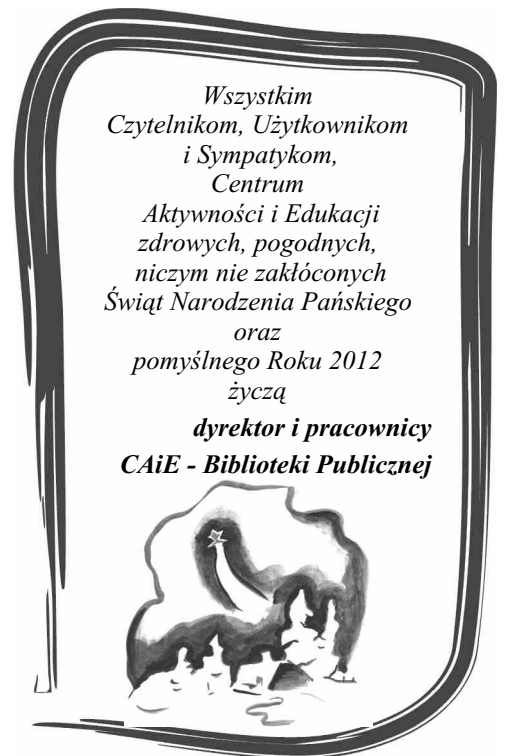 Wszystkim
Czytelnikom, Użytkownikom
i Sympatykom,
Centrum
Aktywności i Edukacji
zdrowych, pogodnych,
niczym nie zakłóconych
Świąt Narodzenia Pańskiego
oraz
pomyślnego Roku 2012
życzą
dyrektor i pracownicy
CAiE - Biblioteki Publicznej